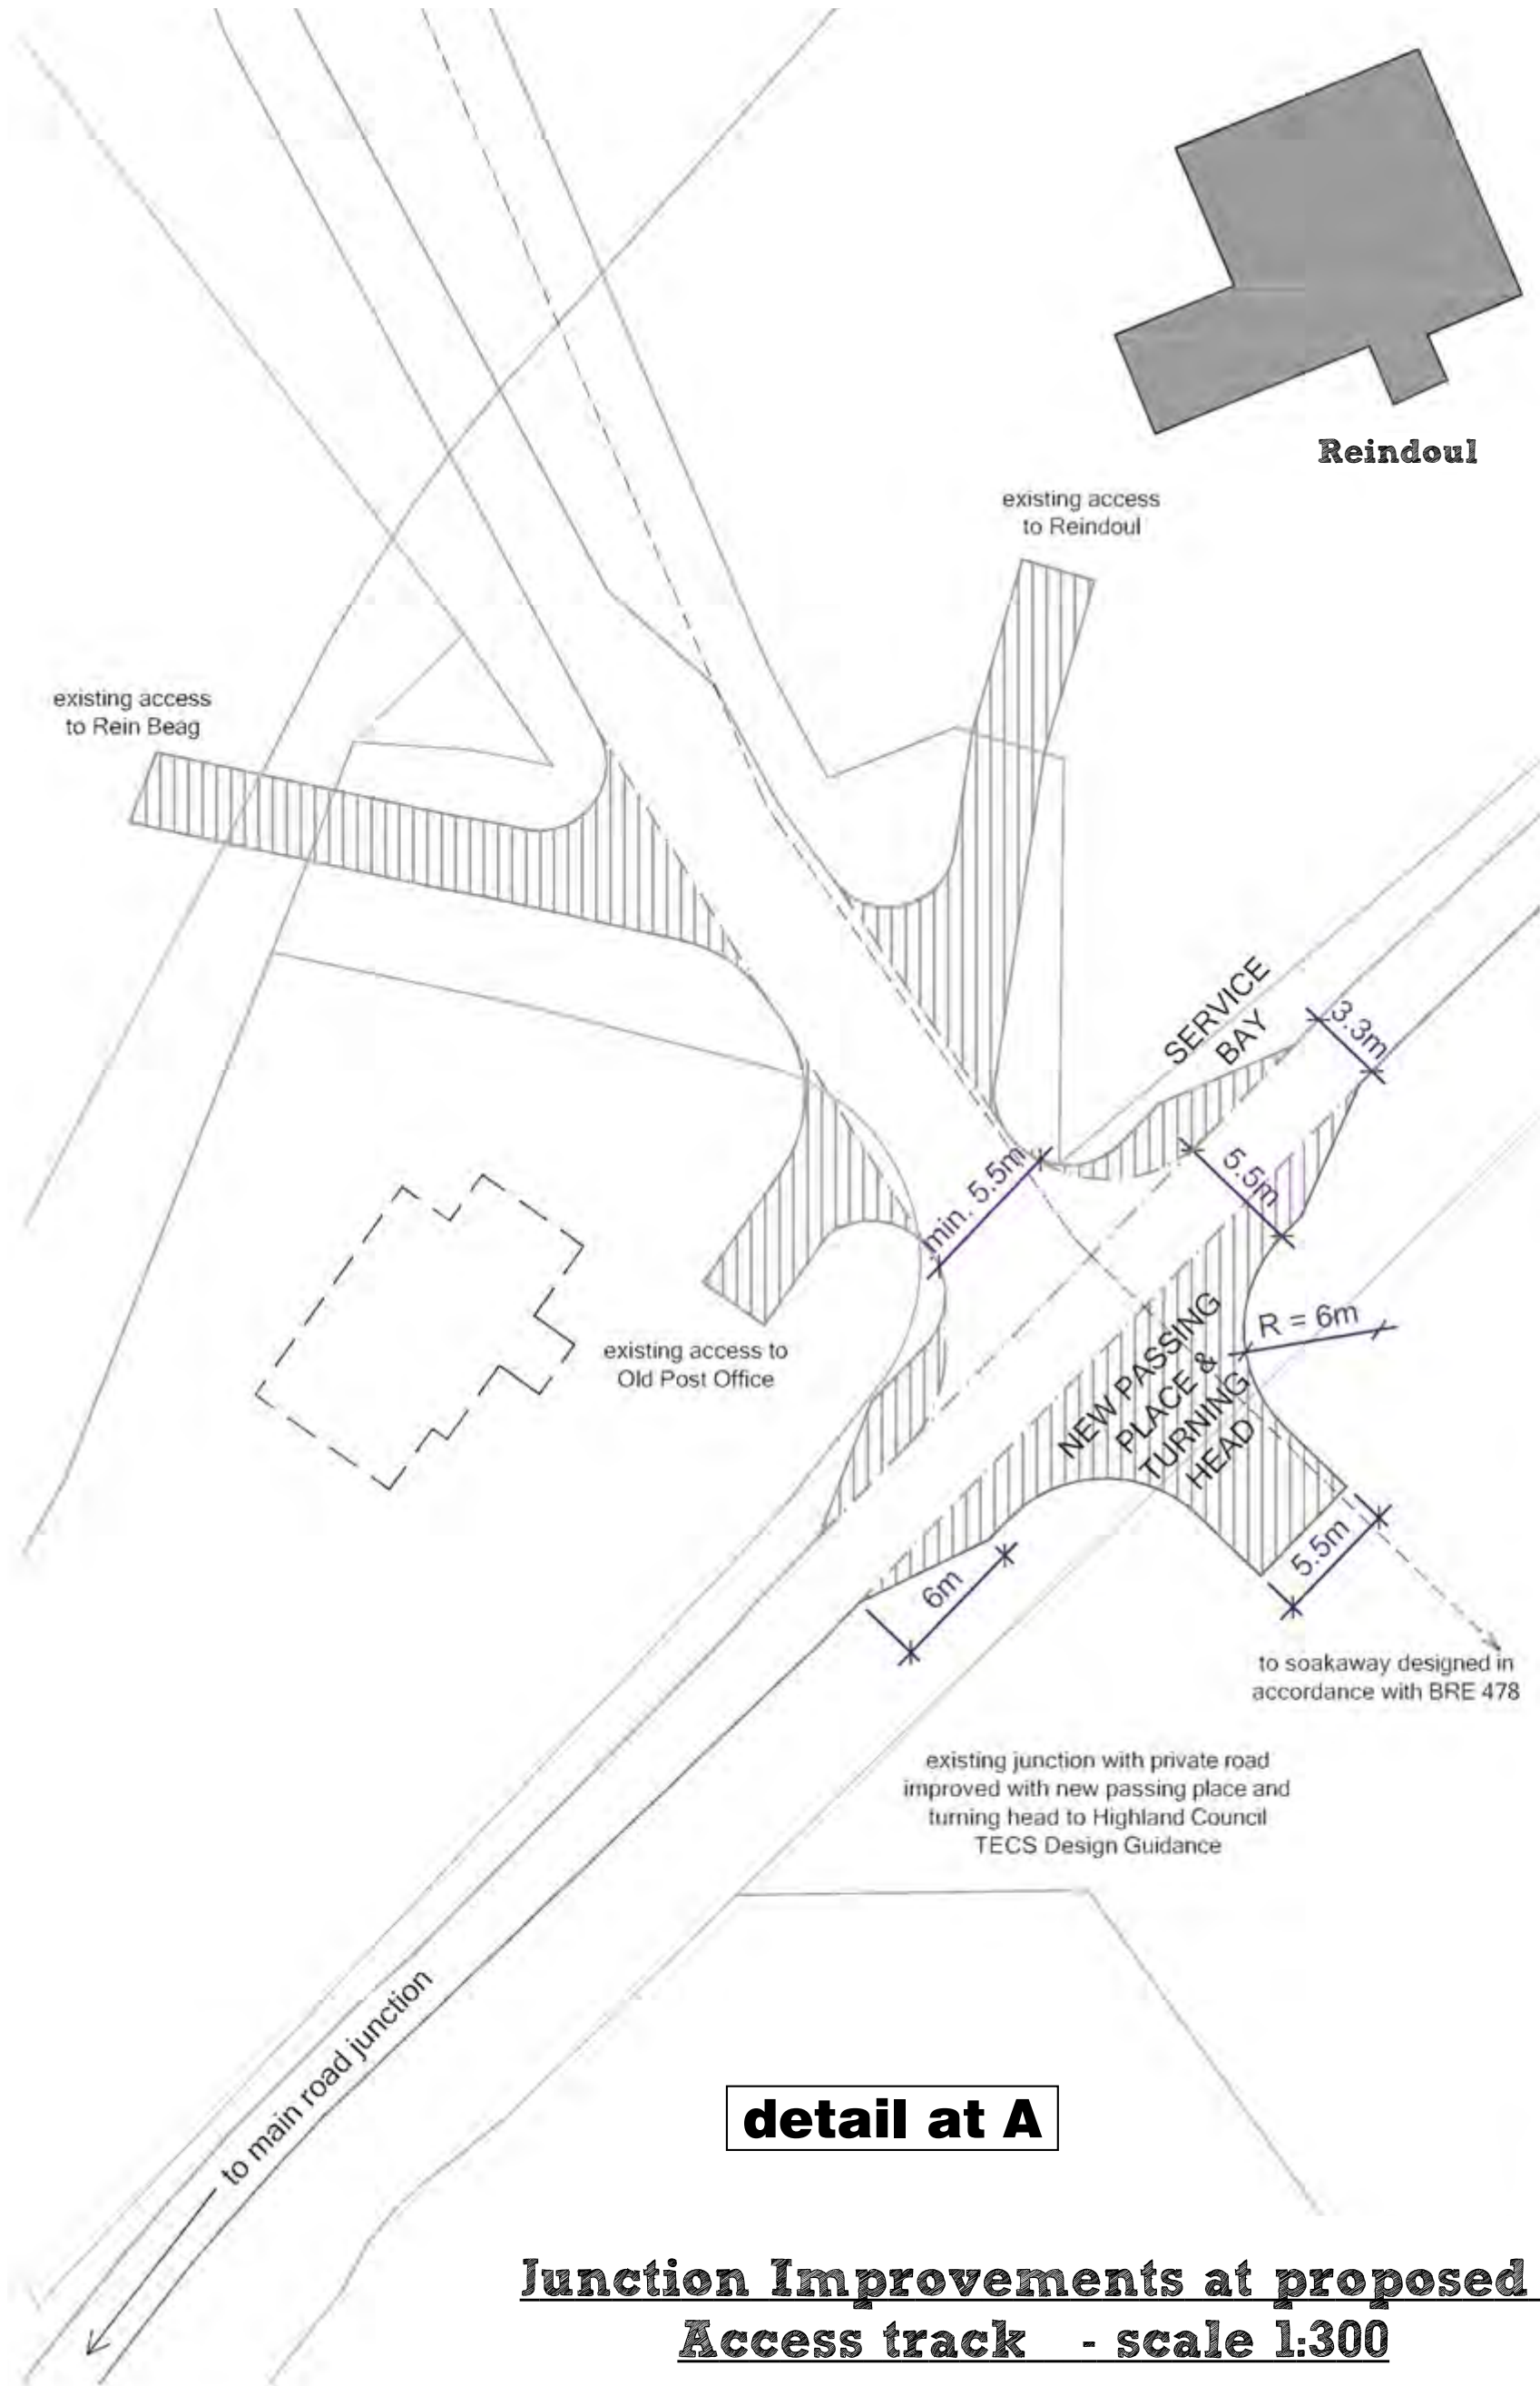 Reindoul
existing access
to Reindoul
existing access
to Rein Beag
SERVICE
BAY
3.3m
5.5m
min. 5.5m
R = 6m
NEW PASSING
PLACE &
TURNING
HEAD
existing access to
Old Post Office
5.5m
6m
to soakaway designed in
accordance with BRE 478
existing junction with private road
improved with new passing place and
turning head to Highland Council
TECS Design Guidance
to main road junction
detail at A
Junction Improvements at proposed
Access track - scale 1:300